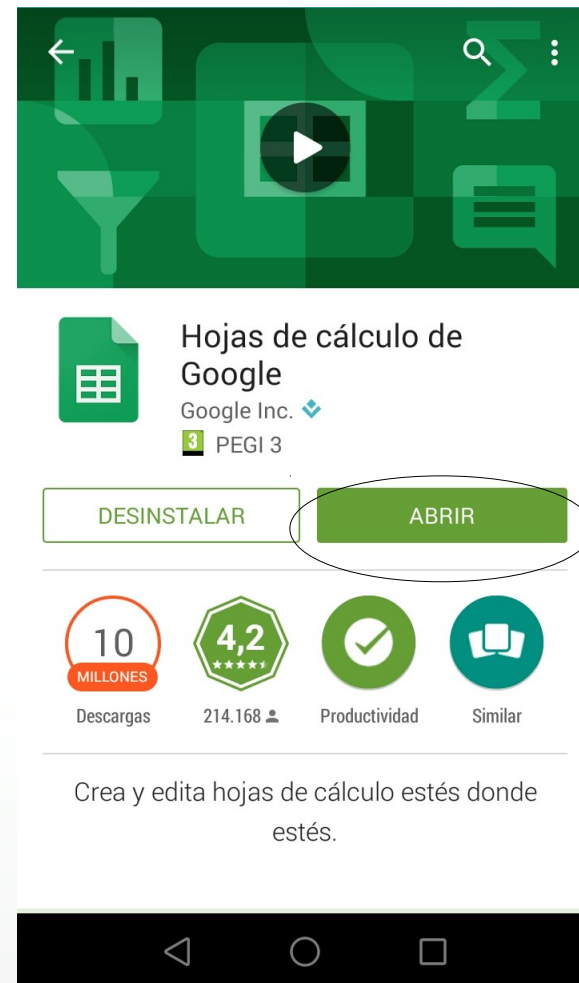 Hojas de cálculo de
Google
Google Inc.
3 PEGI 3
DESINSTALAR ABRIR
10
MILLONES
4,2
Descargas 214.168 Productividad Similar
Crea y edita hojas de cálculo estés donde
estés.